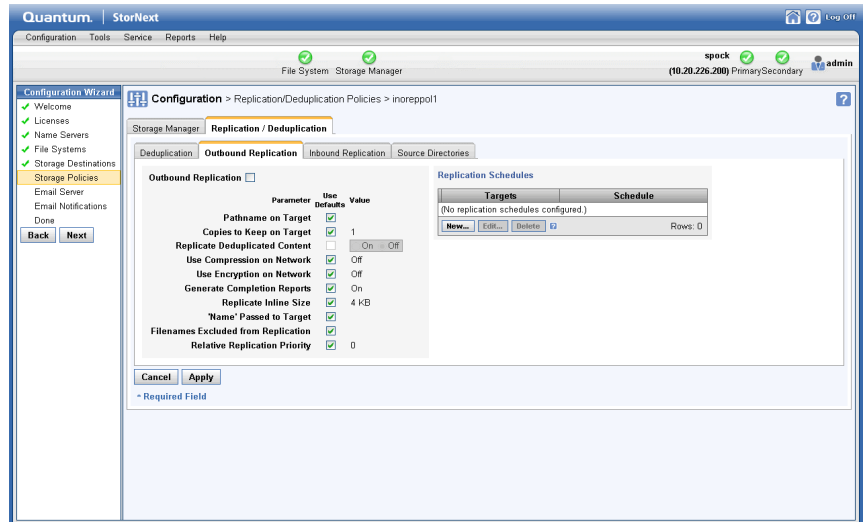 Quantum. StorNext
Log Off
Configuration Tools Service Reports Help
File System Storage Manager
spock
(10.20.226.200) Primary Secondary
admin
Configuration Wizard
Welcome
Licenses
Name Servers
File Systems
Storage Destinations
Storage Policies
Email Server
Email Notifications
Done
Back Next
Configuration > Replication/Deduplication Policies > inoreppol1
?
Storage Manager Replication / Deduplication
Deduplication Outbound Replication Inbound Replication Source Directories
Outbound Replication
Parameter Use Defaults Value
Pathname on Target
Copies to Keep on Target 1
Replicate Deduplicated Content On Off
Use Compression on Network Off
Use Encryption on Network Off
Generate Completion Reports On
Replicate Inline Size 4 KB
'Name' Passed to Target
Filenames Excluded from Replication
Relative Replication Priority 0
Replication Schedules
Targets Schedule
(No replication schedules configured.)
New... Edit... Delete ? Rows: 0
Cancel Apply
* Required Field